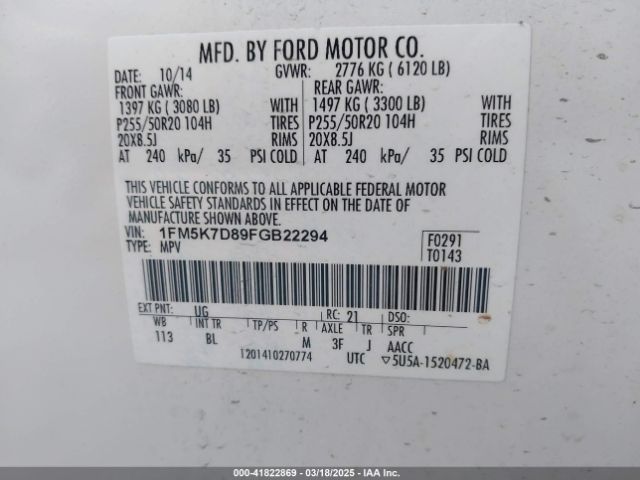 MFD. BY FORD MOTOR CO.
DATE: 10/14 GVWR: 2776 KG ( 6120 LB)
FRONT GAWR: REAR GAWR:
1397 KG ( 3080 LB) WITH 1497 KG ( 3300 LB) WITH
P255/50R20 104H TIRES P255/50R20 104H TIRES
20X8.5J RIMS 20X8.5J RIMS
AT 240 kPa/ 35 PSI COLD AT 240 kPa/ 35 PSI COLD
THIS VEHICLE CONFORMS TO ALL APPLICABLE FEDERAL MOTOR
VEHICLE SAFETY STANDARDS IN EFFECT ON THE DATE OF
MANUFACTURE SHOWN ABOVE.
VIN: 1FM5K7D89FGB22294 F0291
TYPE: MPV T0143
EXT PNT: UG RC: 21 DSO:
WB INT TR TP/PS R AXLE TR SPR
113 BL M 3F J AACC
1201410270774 UTC ▽5U5A-1520472-BA
000-41822869 - 03/18/2025 - IAA Inc.